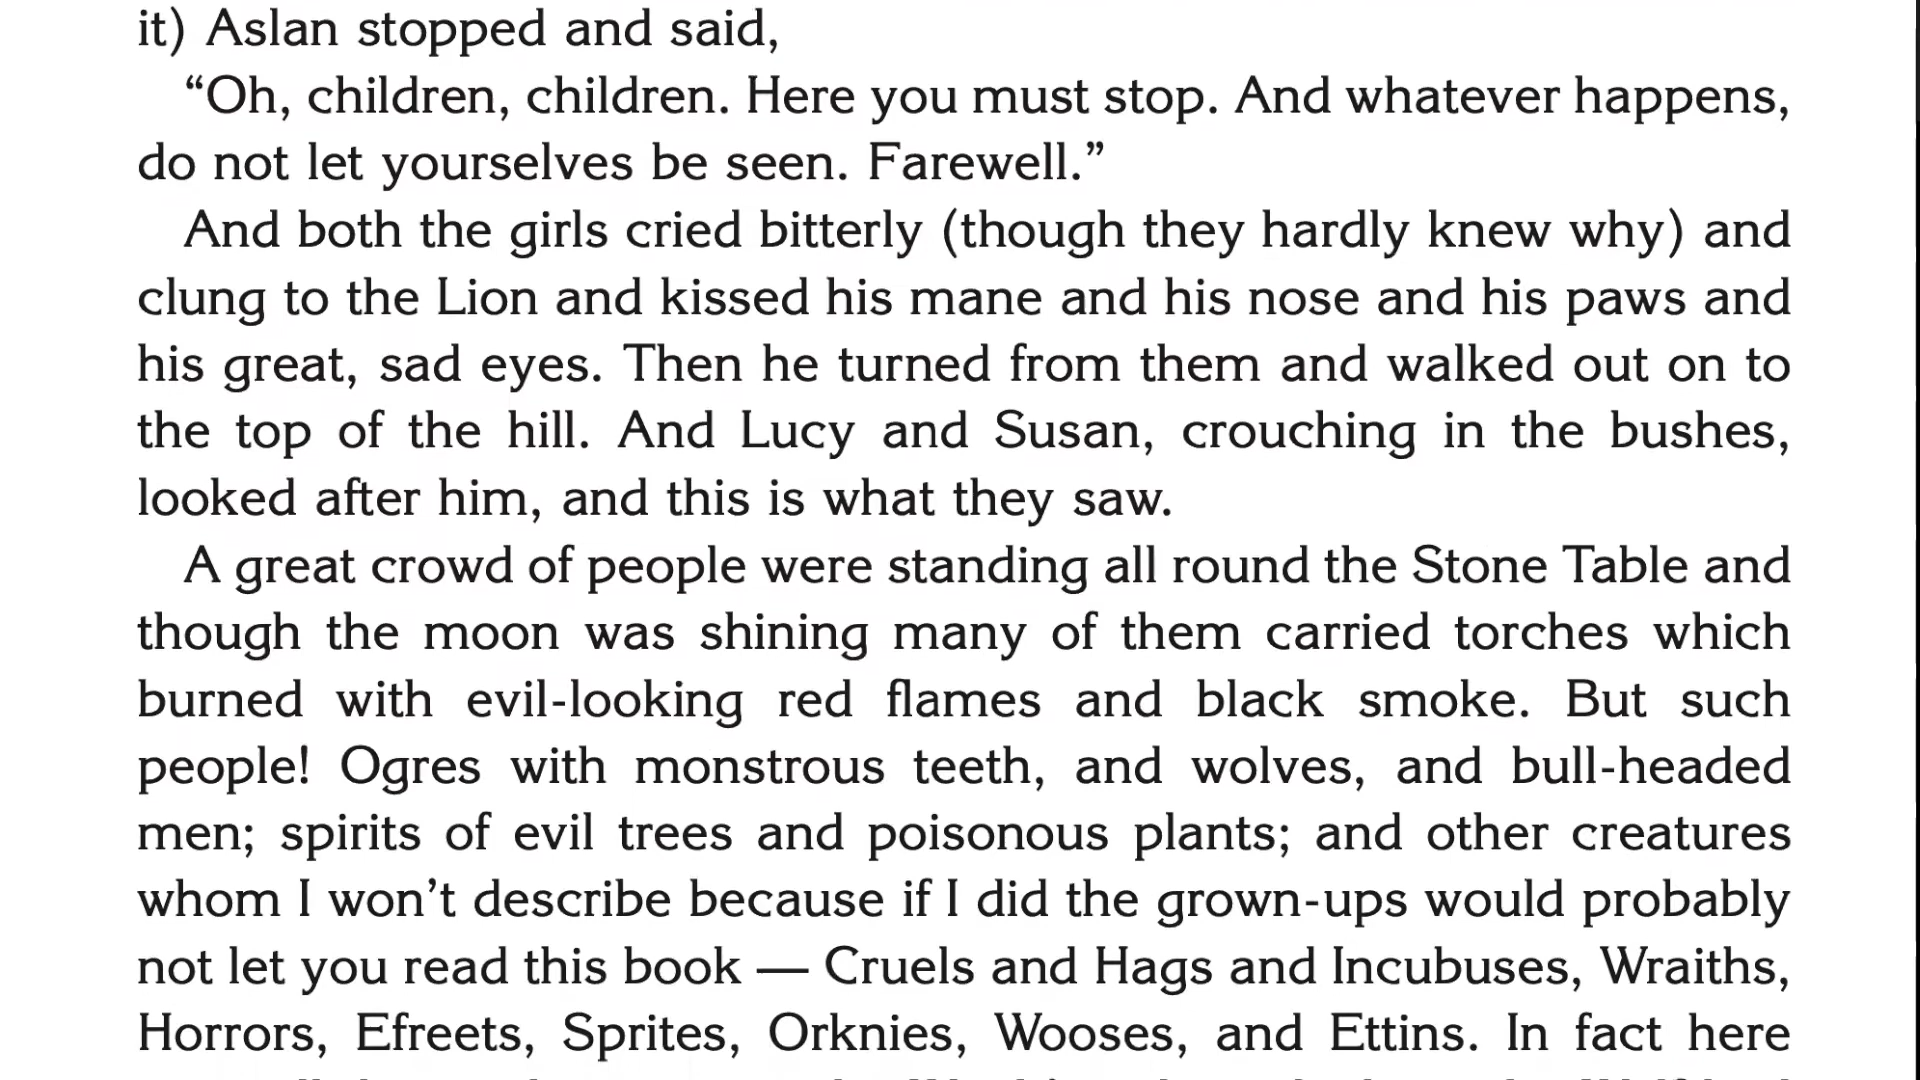 it) Aslan stopped and said,
“Oh, children, children. Here you must stop. And whatever happens,
do not let yourselves be seen. Farewell.”
And both the girls cried bitterly (though they hardly knew why) and
clung to the Lion and kissed his mane and his nose and his paws and
his great, sad eyes. Then he turned from them and walked out on to
the top of the hill. And Lucy and Susan, crouching in the bushes,
looked after him, and this is what they saw.
A great crowd of people were standing all round the Stone Table and
though the moon was shining many of them carried torches which
burned with evil-looking red flames and black smoke. But such
people! Ogres with monstrous teeth, and wolves, and bull-headed
men; spirits of evil trees and poisonous plants; and other creatures
whom I won’t describe because if I did the grown-ups would probably
not let you read this book — Cruels and Hags and Incubuses, Wraiths,
Horrors, Efreets, Sprites, Orknies, Wooses, and Ettins. In fact here